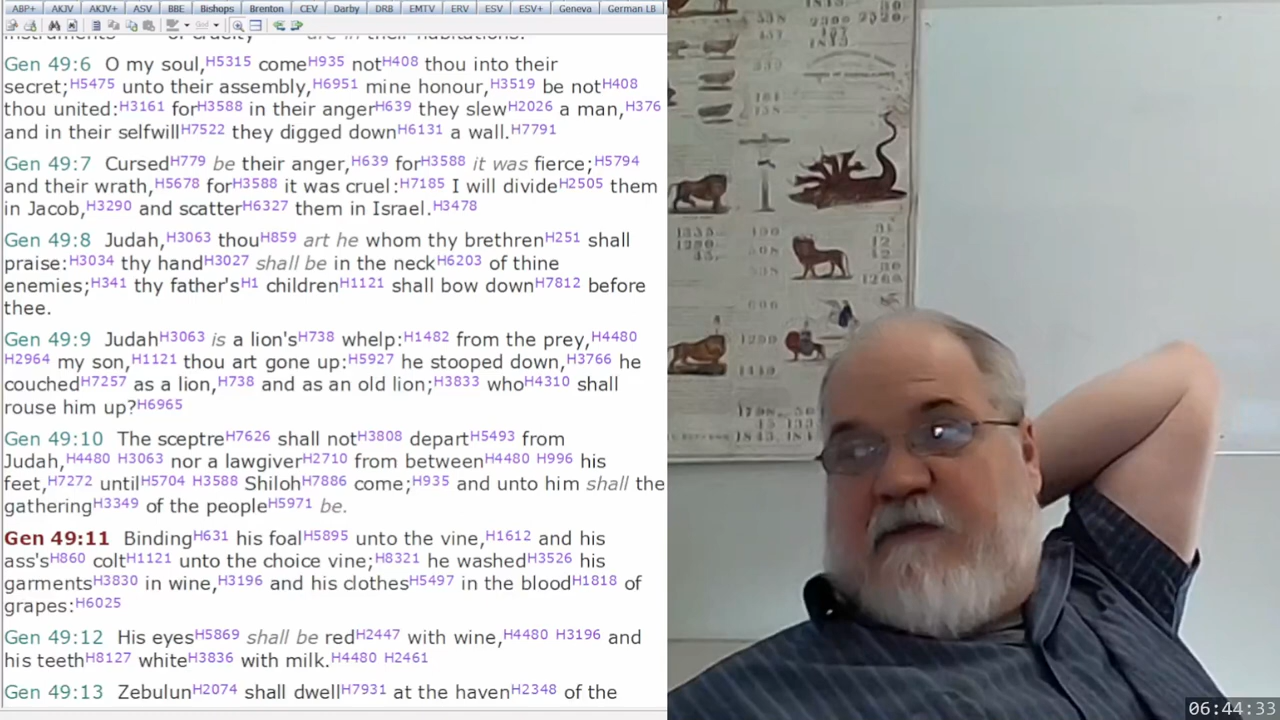 ABP+ AKJV AKJV+ ASV BBE Bishops Brenton CEV Darby DRB EMTV ERV ESV ESV+ Geneva German LB
instruments of cruelty are in their habitations.
Gen 49:6 O my soul,H5315 comeH935 notH408 thou into their
secret;H5475 unto their assembly,H6951 mine honour,H3519 be notH408
thou united:H3161 forH3588 in their angerH639 they slewH2026 a man,H376
and in their selfwillH7522 they digged downH6131 a wall.H7791
Gen 49:7 CursedH779 be their anger,H639 forH3588 it was fierce;H5794
and their wrath,H5678 forH3588 it was cruel:H7185 I will divideH2505 them
in Jacob,H3290 and scatterH6327 them in Israel.H3478
Gen 49:8 Judah,H3063 thouH859 art he whom thy brethrenH251 shall
praise:H3034 thy handH3027 shall be in the neckH6203 of thine
enemies;H341 thy father'sH1 childrenH1121 shall bow downH7812 before
thee.
Gen 49:9 JudahH3063 is a lion'sH738 whelp:H1482 from the prey,H4480
H2964 my son,H1121 thou art gone up:H5927 he stooped down,H3766 he
couchedH7257 as a lion,H738 and as an old lion;H3833 whoH4310 shall
rouse him up?H6965
Gen 49:10 The sceptreH7626 shall notH3808 departH5493 from
Judah,H4480 H3063 nor a lawgiverH2710 from betweenH4480 H996 his
feet,H7272 untilH5704 H3588 ShilohH7886 come;H935 and unto him shall the
gatheringH3349 of the peopleH5971 be.
Gen 49:11 BindingH631 his foalH5895 unto the vine,H1612 and his
ass'sH860 coltH1121 unto the choice vine;H8321 he washedH3526 his
garmentsH3830 in wine,H3196 and his clothesH5497 in the bloodH1818 of
grapes:H6025
Gen 49:12 His eyesH5869 shall be redH2447 with wine,H4480 H3196 and
his teethH8127 whiteH3836 with milk.H4480 H2461
Gen 49:13 ZebulunH2074 shall dwellH7931 at the havenH2348 of the
06:44:33